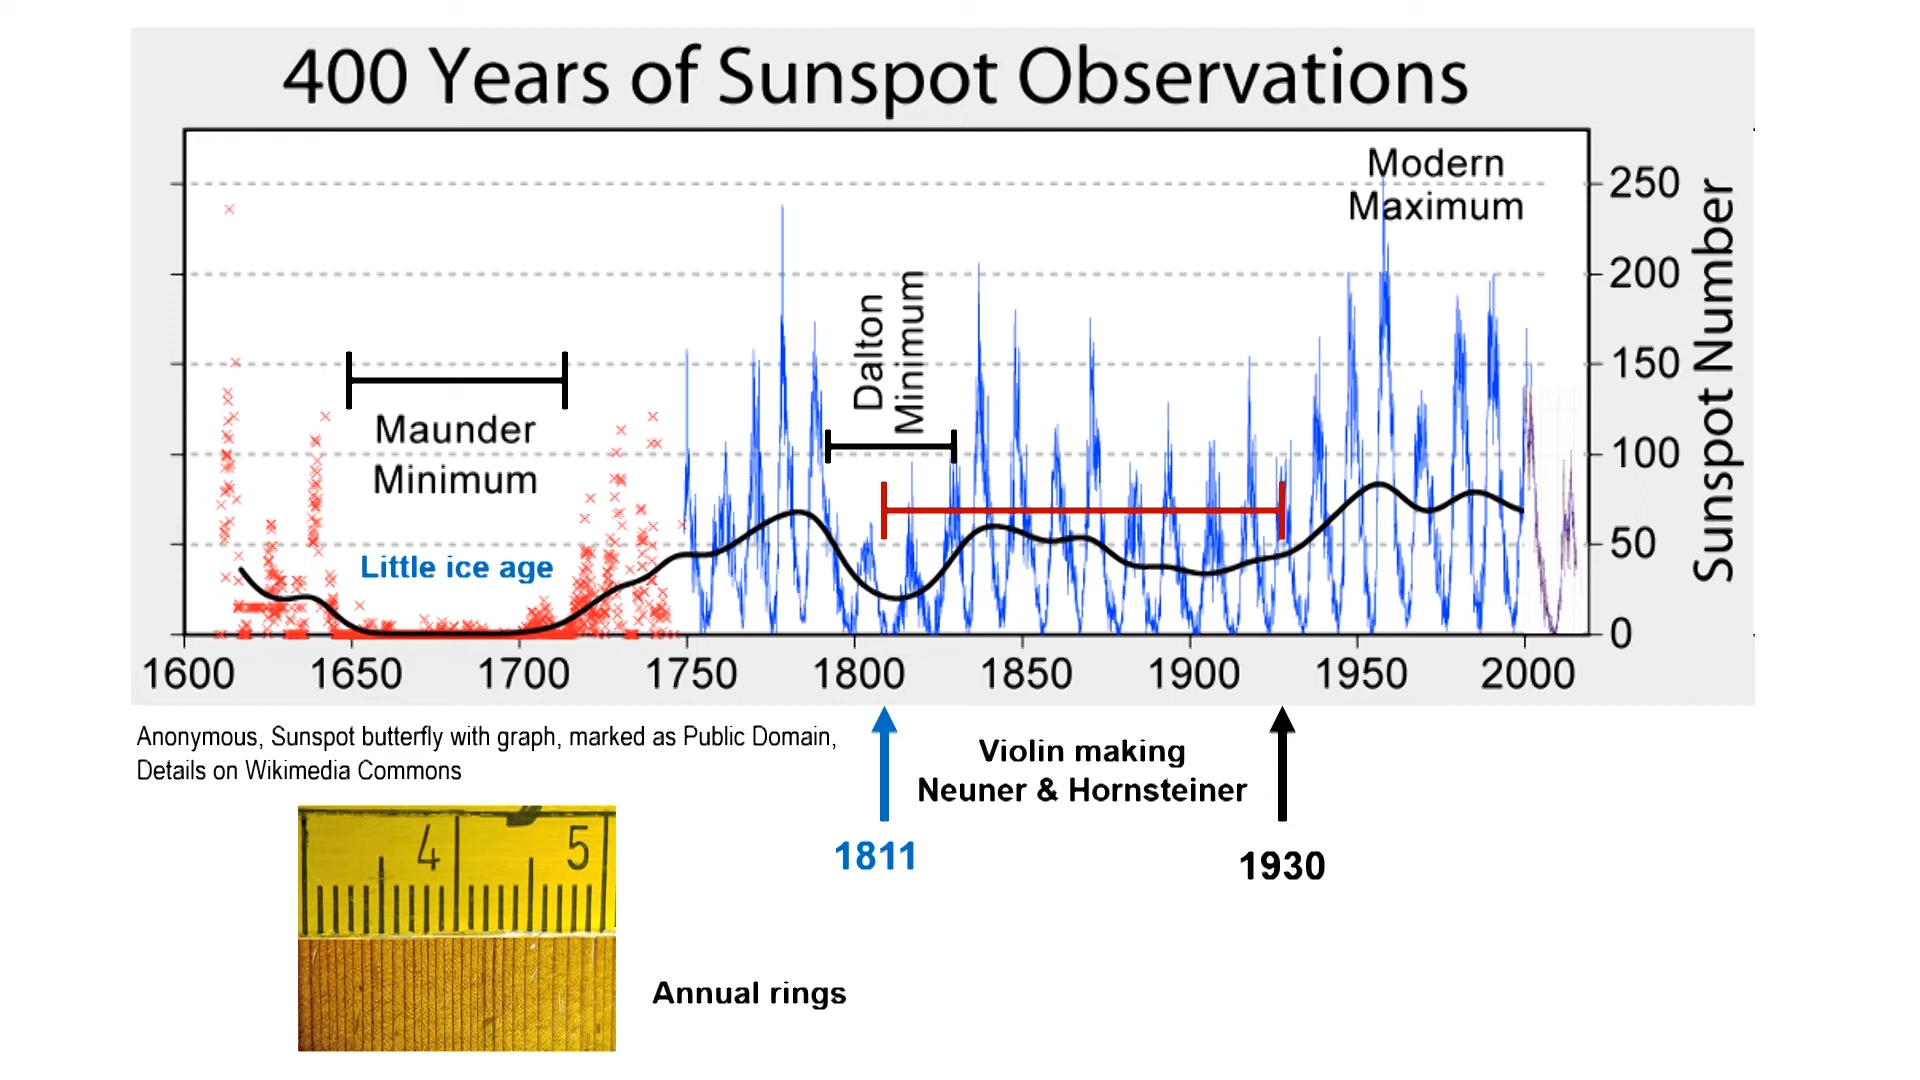 400 Years of Sunspot Observations
Modern
Maximum
Dalton
Minimum
Maunder
Minimum
Little ice age
250
200
150
100
50
0
Sunspot Number
1600 1650 1700 1750 1800 1850 1900 1950 2000
Anonymous, Sunspot butterfly with graph, marked as Public Domain,
Details on Wikimedia Commons
Violin making
Neuner & Hornsteiner
1811
1930
4 5
Annual rings